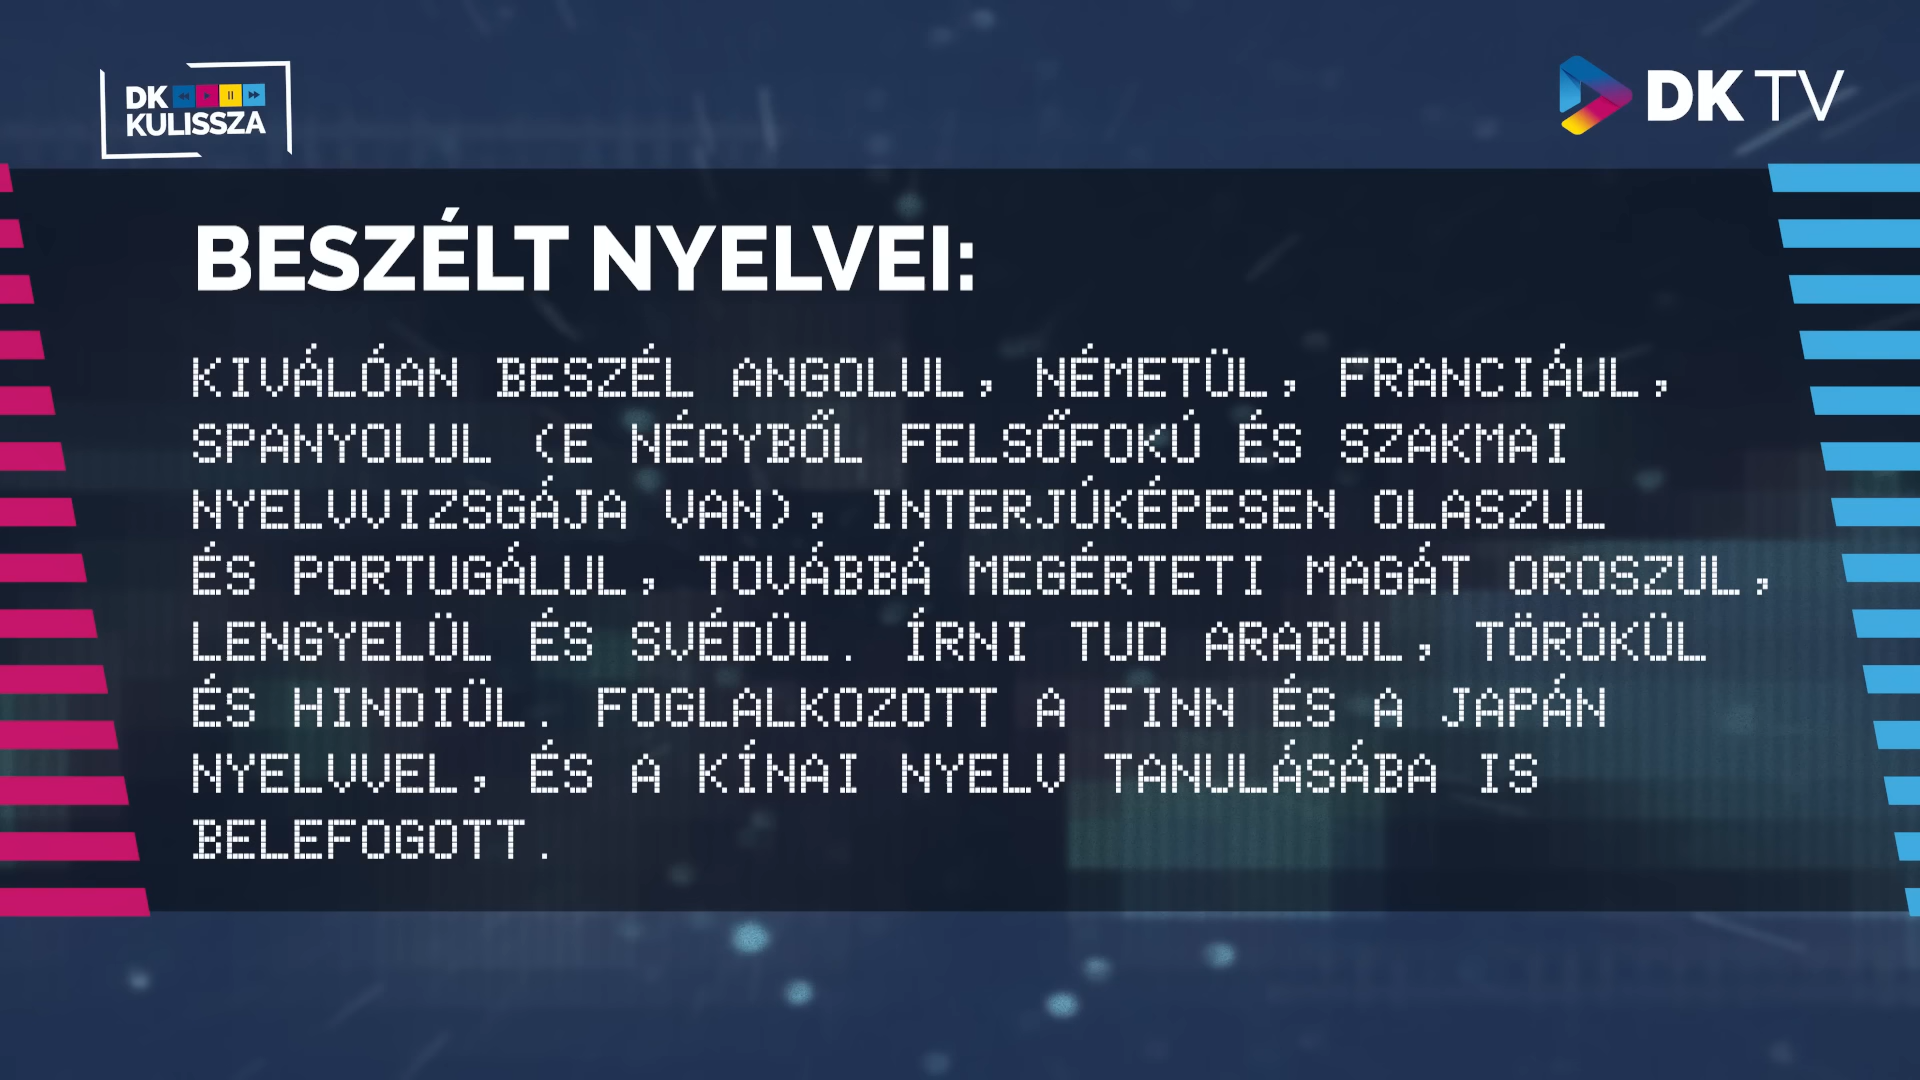 DK
KULISSZA
DK TV
BESZÉLT NYELVEI:
KIVÁLÓAN BESZÉL ANGOLUL, NÉMETÜL, FRANCIÁUL,
SPANYOLUL (E NÉGYBŐL FELSŐFOKÚ ÉS SZAKMAI
NYELVVIZSGÁJA VAN), INTERJÚKÉPESEN OLASZUL
ÉS PORTUGÁLUL, TOVÁBBÁ MEGÉRTETI MAGÁT OROSZUL,
LENGYELÜL ÉS SVÉDÜL. ÍRNI TUD ARABUL, TÖRÖKÜL
ÉS HINDIÜL. FOGLALKOZOTT A FINN ÉS A JAPÁN
NYELVVEL, ÉS A KÍNAI NYELV TANULÁSÁBA IS
BELEFOGOTT.